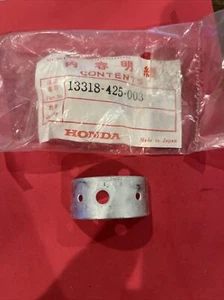 内容明細
CONTENTS
13318-425-003
HONDA
Made in Japan